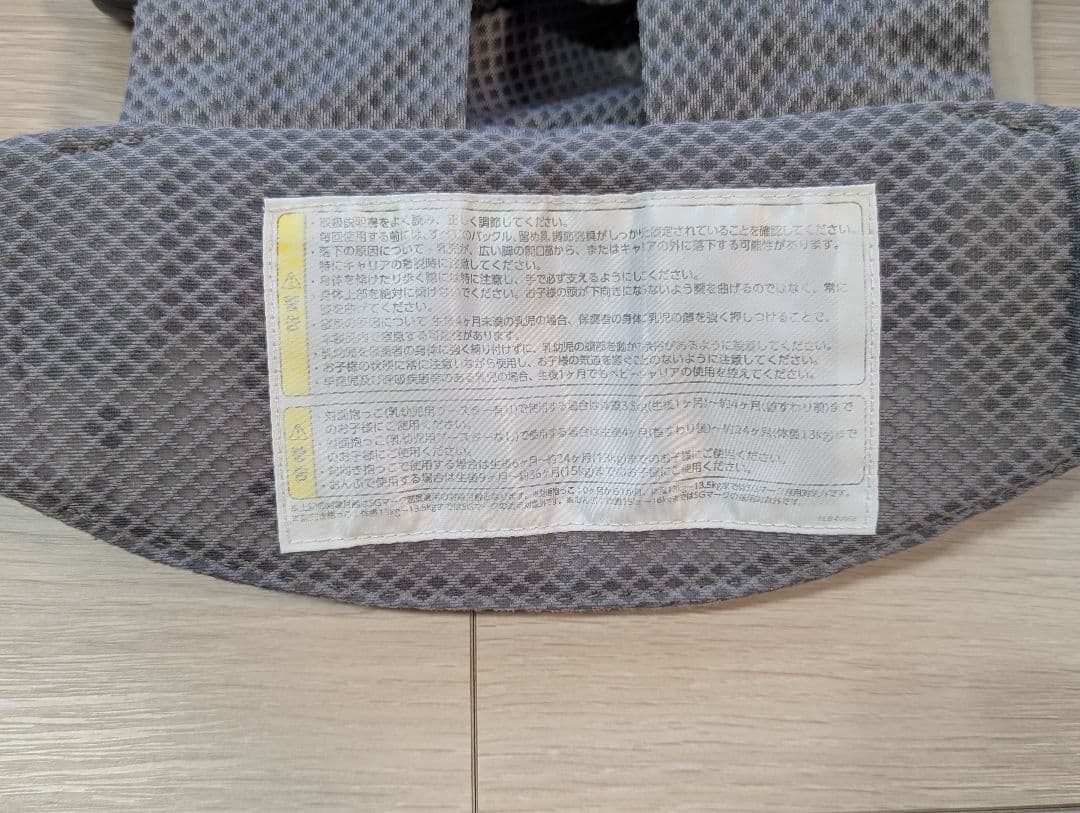 ・取扱説明書をよく読み、正しく調節してください。
・毎回使用する前には、すべてのバックル、留め具、調節器具がしっかり固定されていることを確認してください。
・落下の原因について - 乳児が、広い脚の開口部から、またはキャリアの外に落下する可能性があります。
特にキャリアの着脱時に注意してください。
・身体を傾けたり歩く際には特に注意し、手で必ず支えるようにしてください。
・身体上部を絶対に傾けないでください。お子様の頭が下向きにならないよう腰を曲げるのではなく、常に
膝を曲げてください。
・窒息の原因について 生後4ヶ月未満の乳児の場合、保護者の身体に乳児の顔を強く押しつけることで、
窒息する可能性があります。
・乳幼児を保護者の身体に強く縛り付けずに、乳幼児の頭部を動かす余裕があるように装着してください。
お子様の状態に常に注意しながら使用し、お子様の気道を塞ぐことのないように注意してください。
・早産児及び呼吸疾患等のある乳児の場合、生後1ヶ月でもベビーキャリアの使用を控えてください。
警告
・対面抱っこ(乳幼児用ブースター有り)で使用する場合は体重3.5kg(生後1ヶ月)〜約4ヶ月(首すわり前)まで
のお子様にご使用ください。
・対面抱っこ(乳幼児用ブースターなし)で使用する場合は生後4ヶ月(首すわり後)〜約24ヶ月(体重13kg)まで
のお子様にご使用ください。
・前向き抱っこで使用する場合は生後6ヶ月〜約24ヶ月(13kg)までのお子様にご使用ください。
・おんぶで使用する場合は生後9ヶ月〜約36ヶ月(15kg)までのお子様にご使用ください。